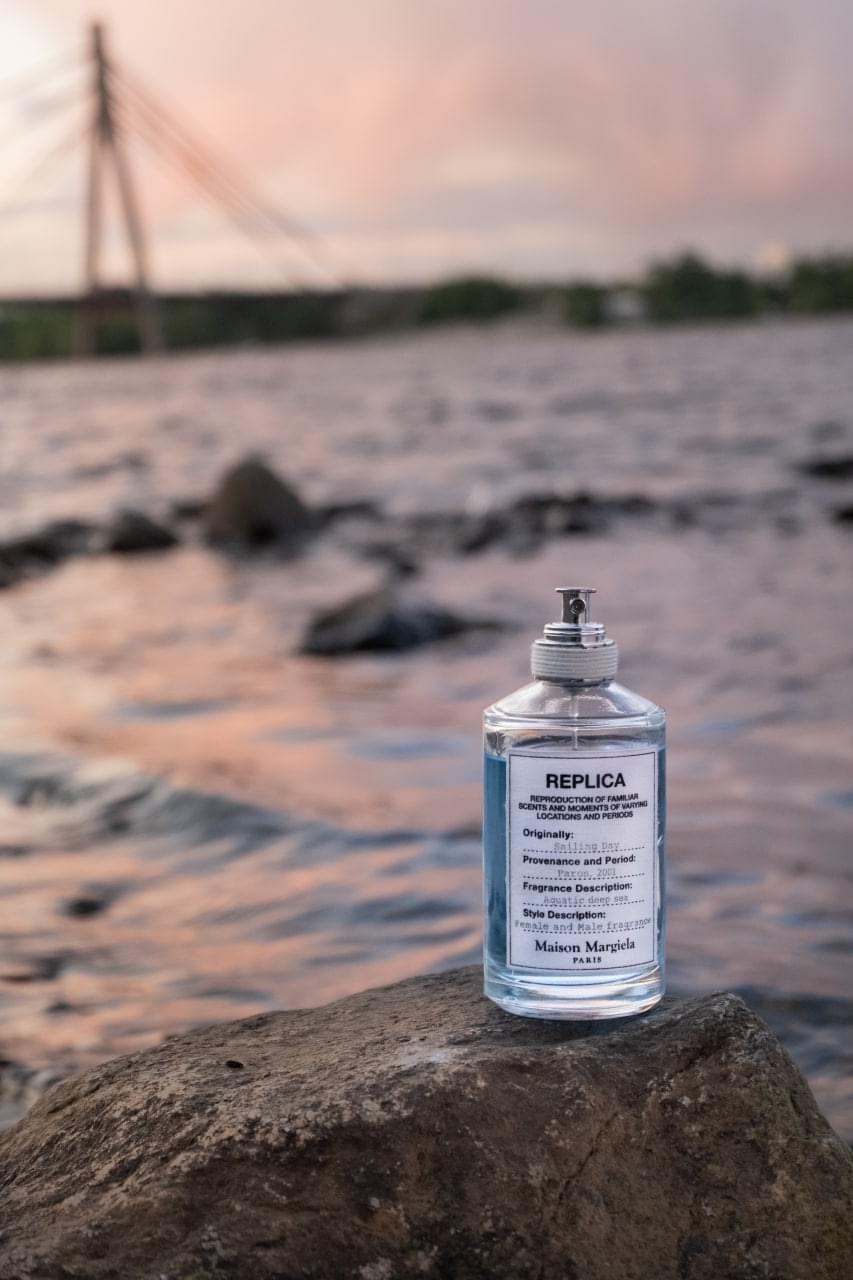 REPLICA
REPRODUCTION OF FAMILIAR
SCENTS AND MOMENTS OF VARYING
LOCATIONS AND PERIODS
Originally:
Sailing Day
Provenance and Period:
Paros, 2001
Fragrance Description:
Aquatic deep sea
Style Description:
Female and Male fragrance
Maison Margiela
PARIS